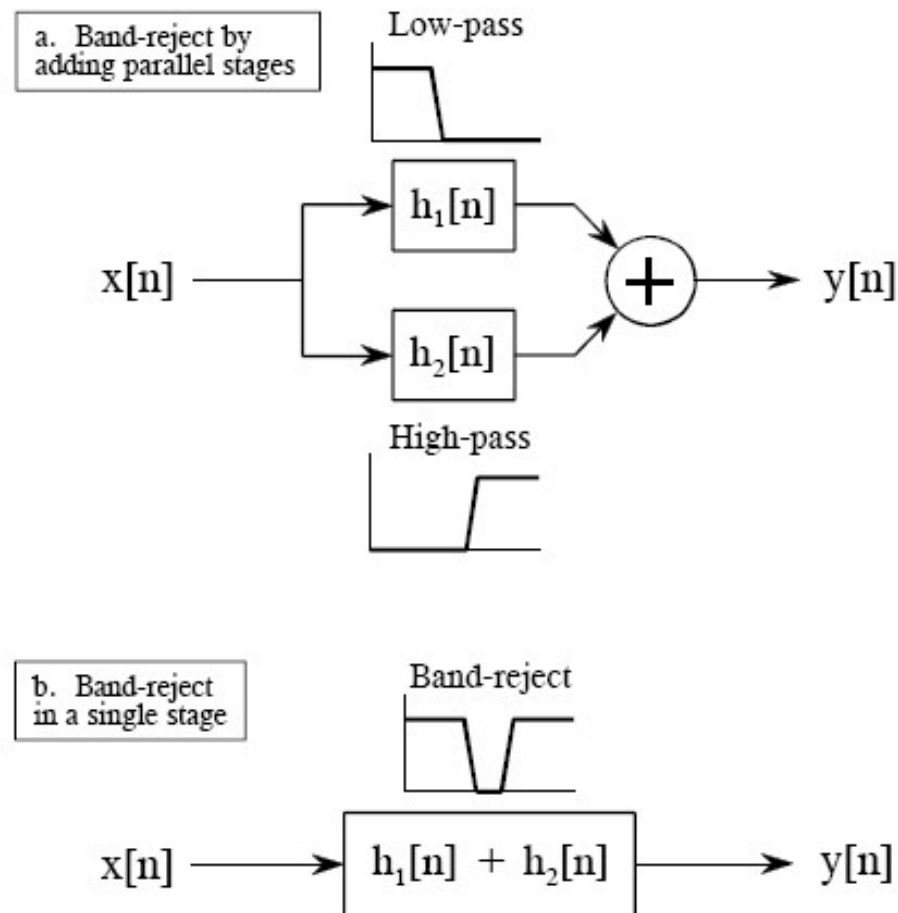 a. Band-reject by
adding parallel stages
Low-pass
h₁[n]
x[n]
+
y[n]
h₂[n]
High-pass
b. Band-reject
in a single stage
Band-reject
x[n]
h₁[n] + h₂[n]
y[n]